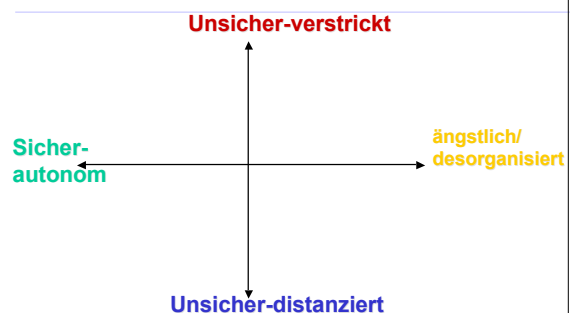 Unsicher-verstrickt
Sicher-
autonom
ängstlich/
desorganisiert
Unsicher-distanziert